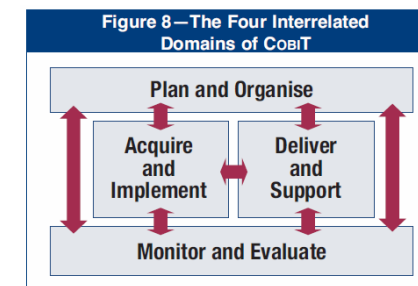 Figure 8—The Four Interrelated
Domains of COBIT
Plan and Organise
Acquire
and
Implement
Deliver
and
Support
Monitor and Evaluate